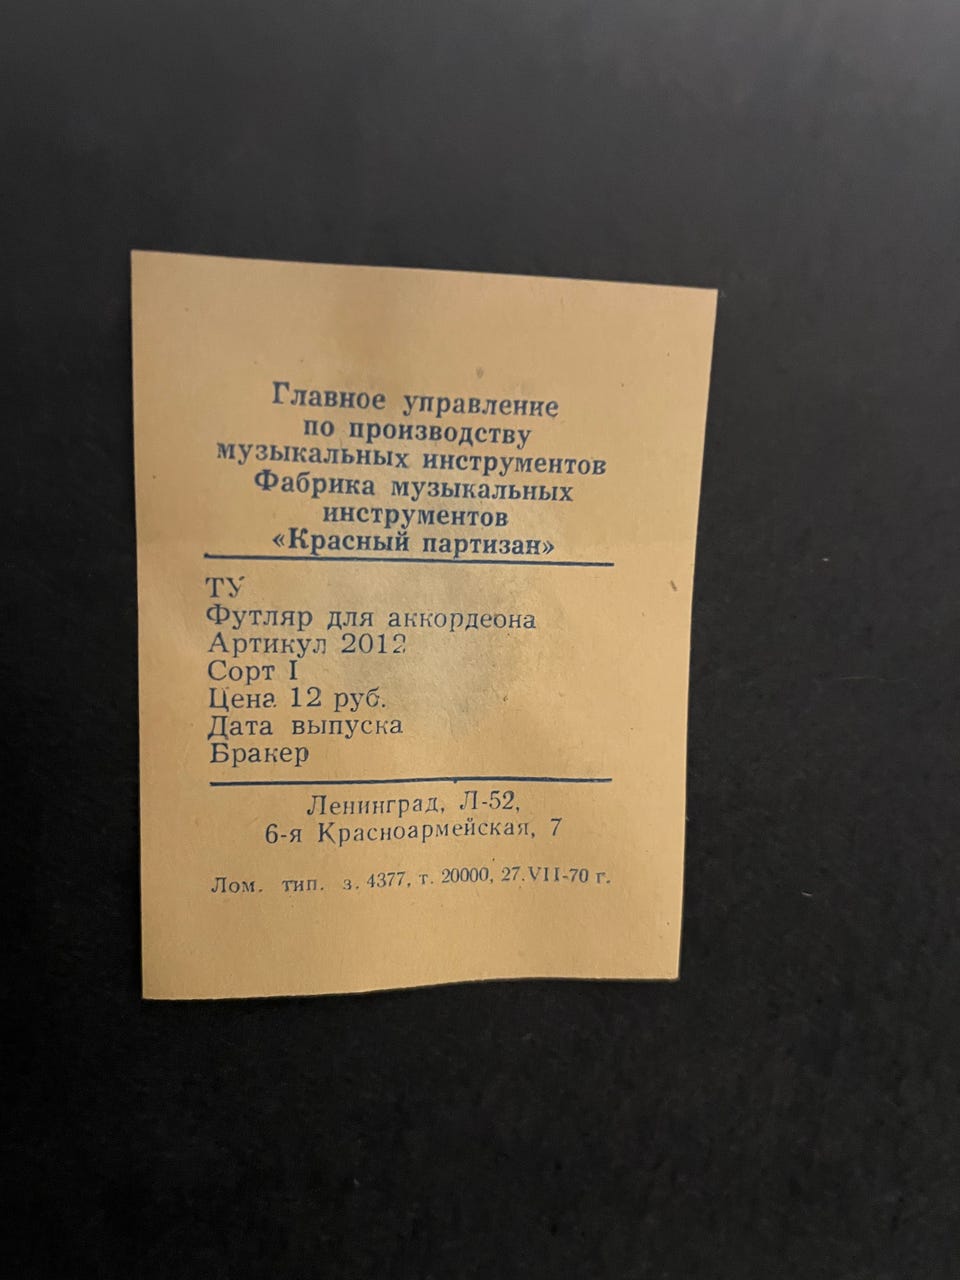 Главное управление
по производству
музыкальных инструментов
Фабрика музыкальных
инструментов
«Красный партизан»
ТУ
Футляр для аккордеона
Артикул 2012
Сорт I
Цена 12 руб.
Дата выпуска
Бракер
Ленинград, Л-52,
6-я Красноармейская, 7
Лом. тип. з. 4377, т. 20000, 27.VII-70 г.